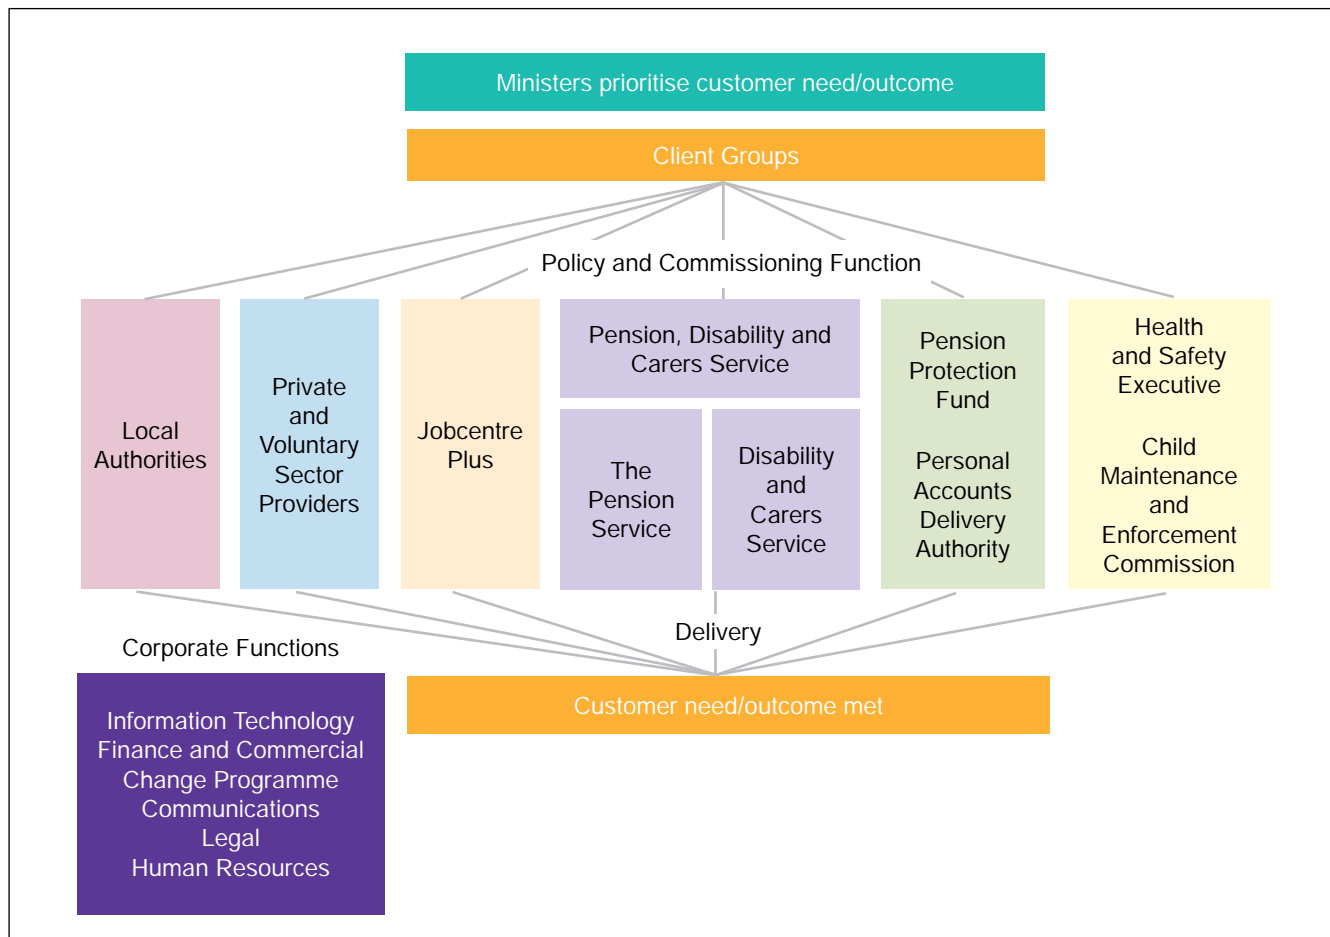 Ministers prioritise customer need/outcome
Client Groups
Policy and Commissioning Function
Local
Authorities
Private
and
Voluntary
Sector
Providers
Jobcentre
Plus
Pension, Disability and
Carers Service
The
Pension
Service
Disability
and
Carers
Service
Pension
Protection
Fund
Personal
Accounts
Delivery
Authority
Health
and Safety
Executive
Child
Maintenance
and
Enforcement
Commission
Delivery
Corporate Functions
Information Technology
Finance and Commercial
Change Programme
Communications
Legal
Human Resources
Customer need/outcome met